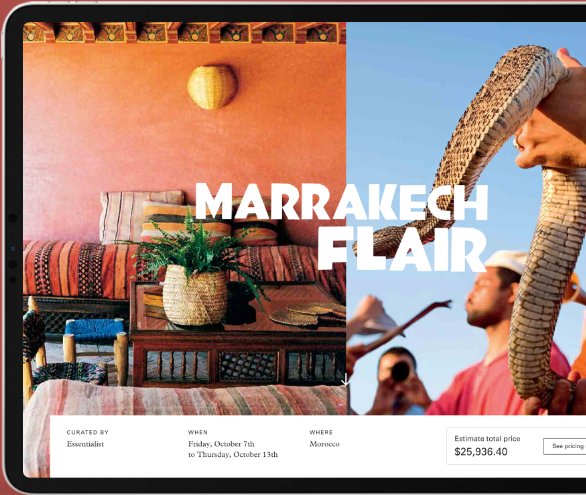 MARRAKECH
FLAIR
CURATED BY
Essentialist
WHEN
Friday, October 7th
to Thursday, October 13th
WHERE
Morocco
Estimate total price
$25,936.40
See pricing